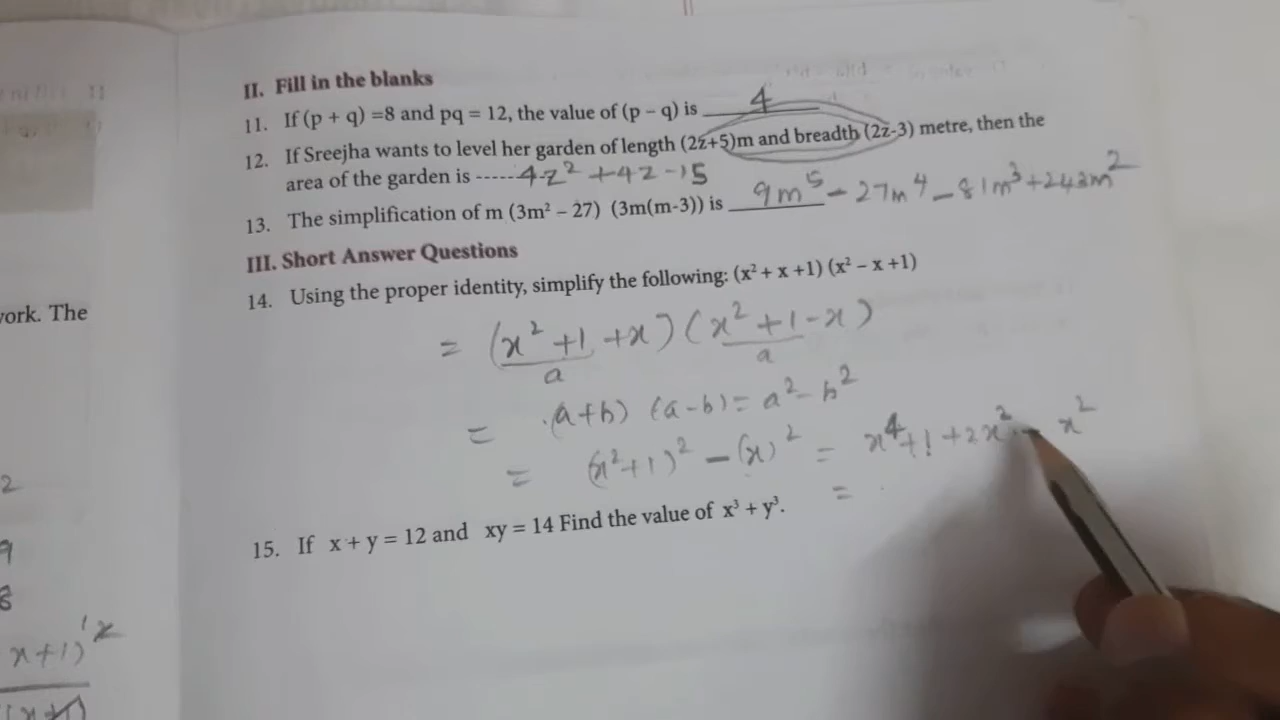 II. Fill in the blanks
11. If (p + q) =8 and pq = 12, the value of (p – q) is 4
12. If Sreejha wants to level her garden of length (2z+5)m and breadth (2z-3) metre, then the
area of the garden is -----4z² + 4z - 15
13. The simplification of m (3m² – 27) (3m(m-3)) is 9m⁵ - 27m⁴ - 81m³ + 243m²
III. Short Answer Questions
14. Using the proper identity, simplify the following: (x² + x +1) (x² – x +1)
= (x² + 1 + x) (x² + 1 - x)
a a
= (a+b) (a-b) = a² - b²
= (x² + 1)² - (x)² = x⁴ + 1 + 2x² - x²
=
15. If x + y = 12 and xy = 14 Find the value of x³ + y³.
ork. The
2
9
8
x+1)